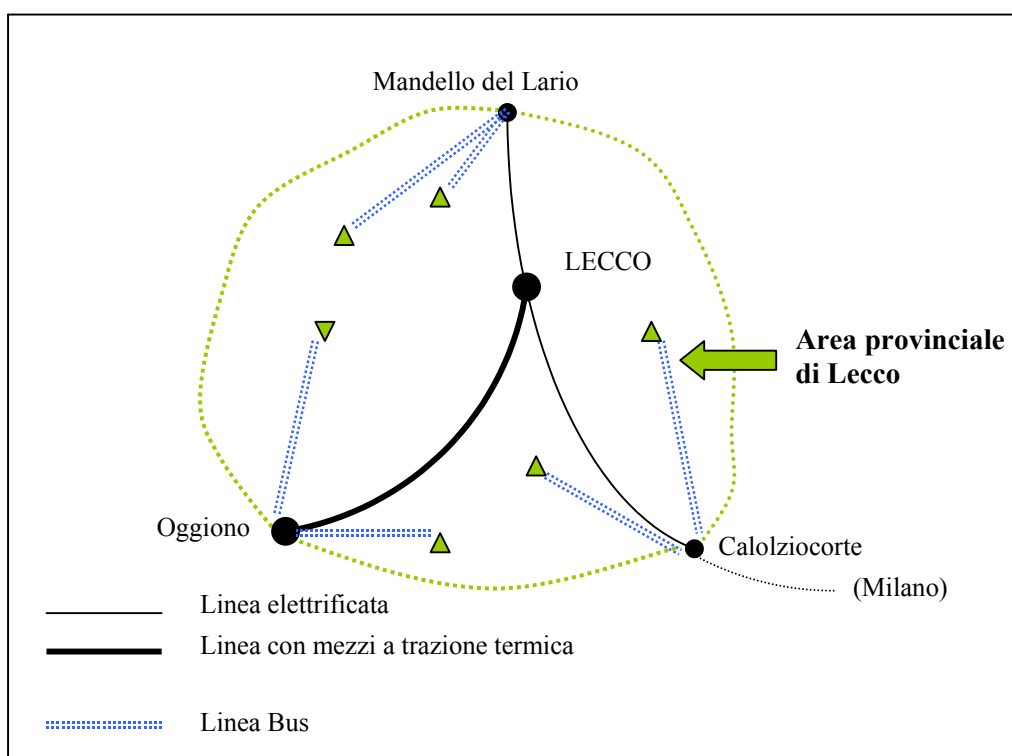 Mandello del Lario
LECCO
Area provinciale
di Lecco
Oggiono
Calolziocorte
(Milano)
Linea elettrificata
Linea con mezzi a trazione termica
Linea Bus